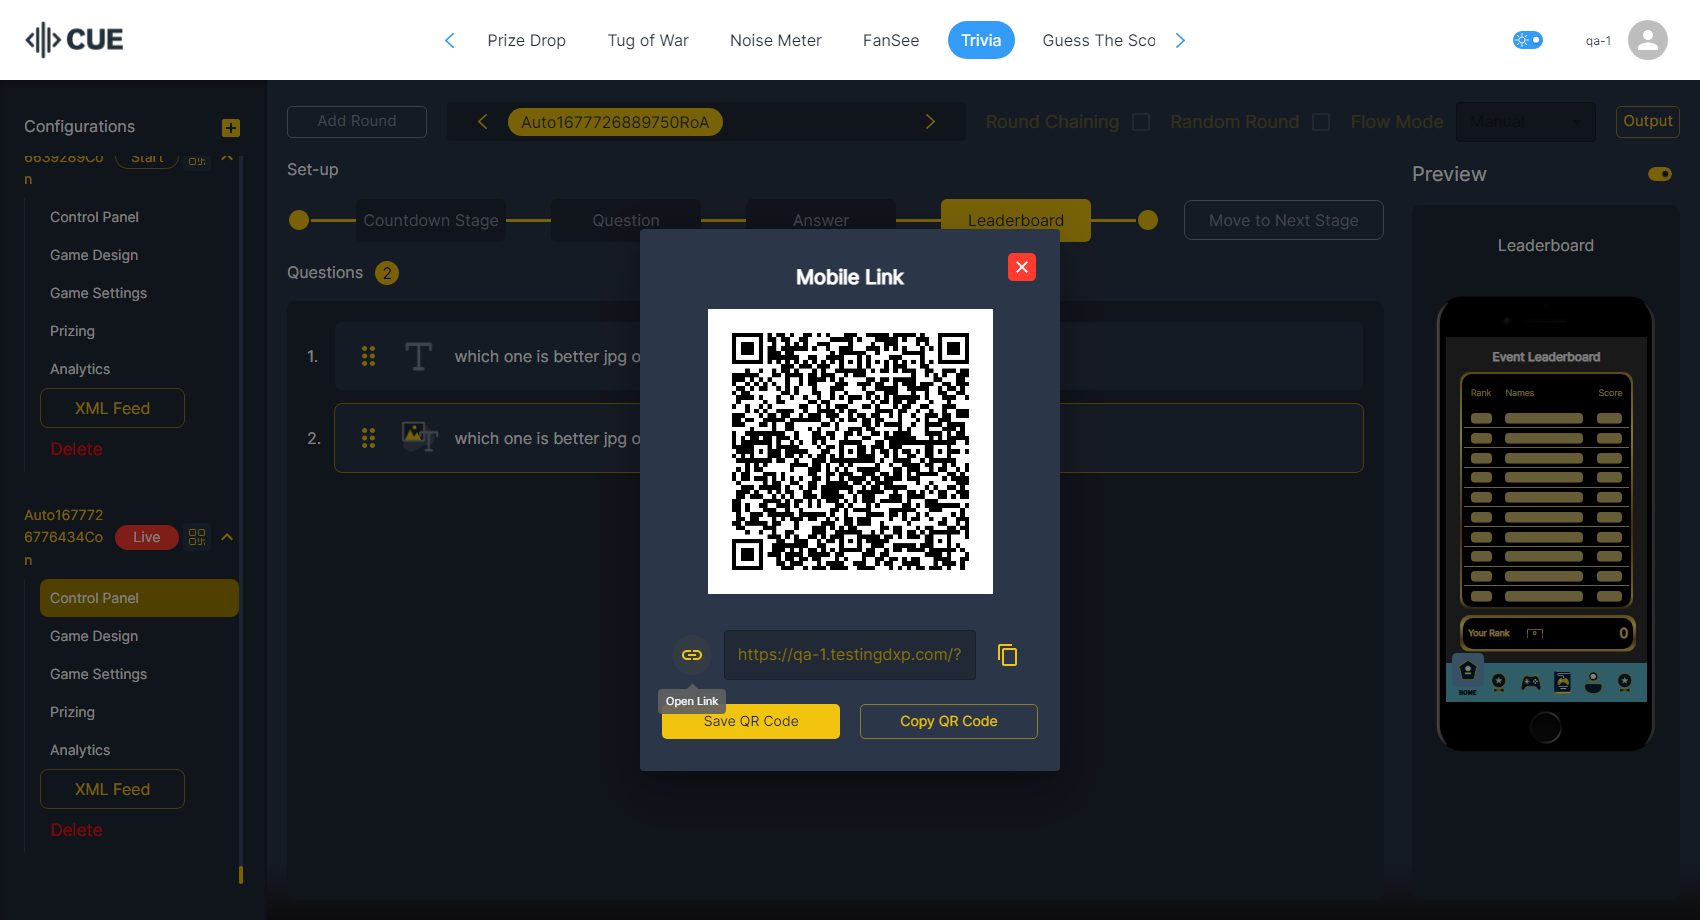 CUE
Prize Drop
Tug of War
Noise Meter
FanSee
Trivia
Guess The Sco
qa-1
Configurations
6639289Co
n
Start
Control Panel
Game Design
Game Settings
Prizing
Analytics
XML Feed
Delete
Auto167772
6776434Co
n
Live
Control Panel
Game Design
Game Settings
Prizing
Analytics
XML Feed
Delete
Add Round
Auto1677726889750RoA
Round Chaining
Random Round
Flow Mode
Manual
Output
Set-up
Countdown Stage
Question
Answer
Leaderboard
Move to Next Stage
Questions 2
1. which one is better jpg o
2. which one is better jpg o
Mobile Link
https://qa-1.testingdxp.com/?
Open Link
Save QR Code
Copy QR Code
Preview
Leaderboard
Event Leaderboard
Rank Names Score
Your Rank 0 0
HOME